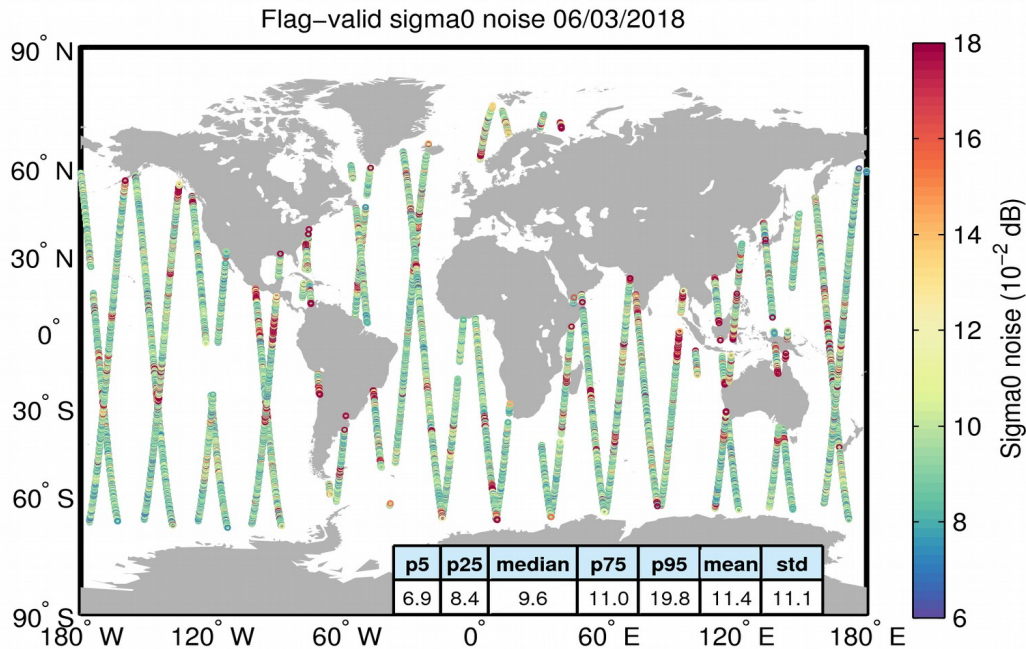 Flag−valid sigma0 noise 06/03/2018
90° N
60° N
30° N
0°
30° S
60° S
90° S
180° W
120° W
60° W
0°
60° E
120° E
180° E
p5 p25 median p75 p95 mean std
6.9 8.4 9.6 11.0 19.8 11.4 11.1
18
16
14
12
10
8
6
Sigma0 noise (10⁻² dB)